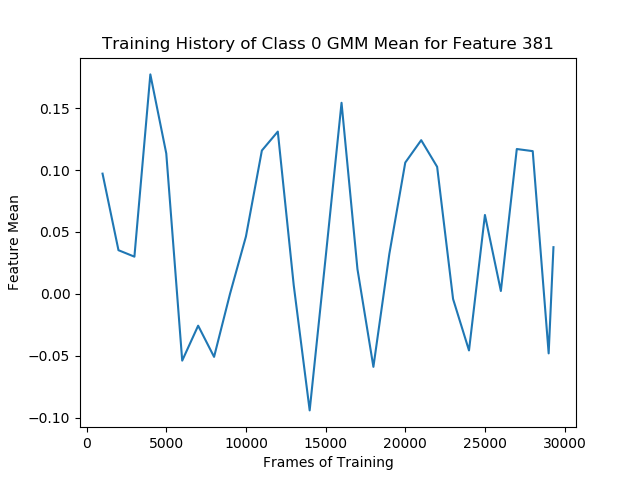 Training History of Class 0 GMM Mean for Feature 381
0.15
0.10
0.05
0.00
−0.05
−0.10
Feature Mean
0 5000 10000 15000 20000 25000 30000
Frames of Training